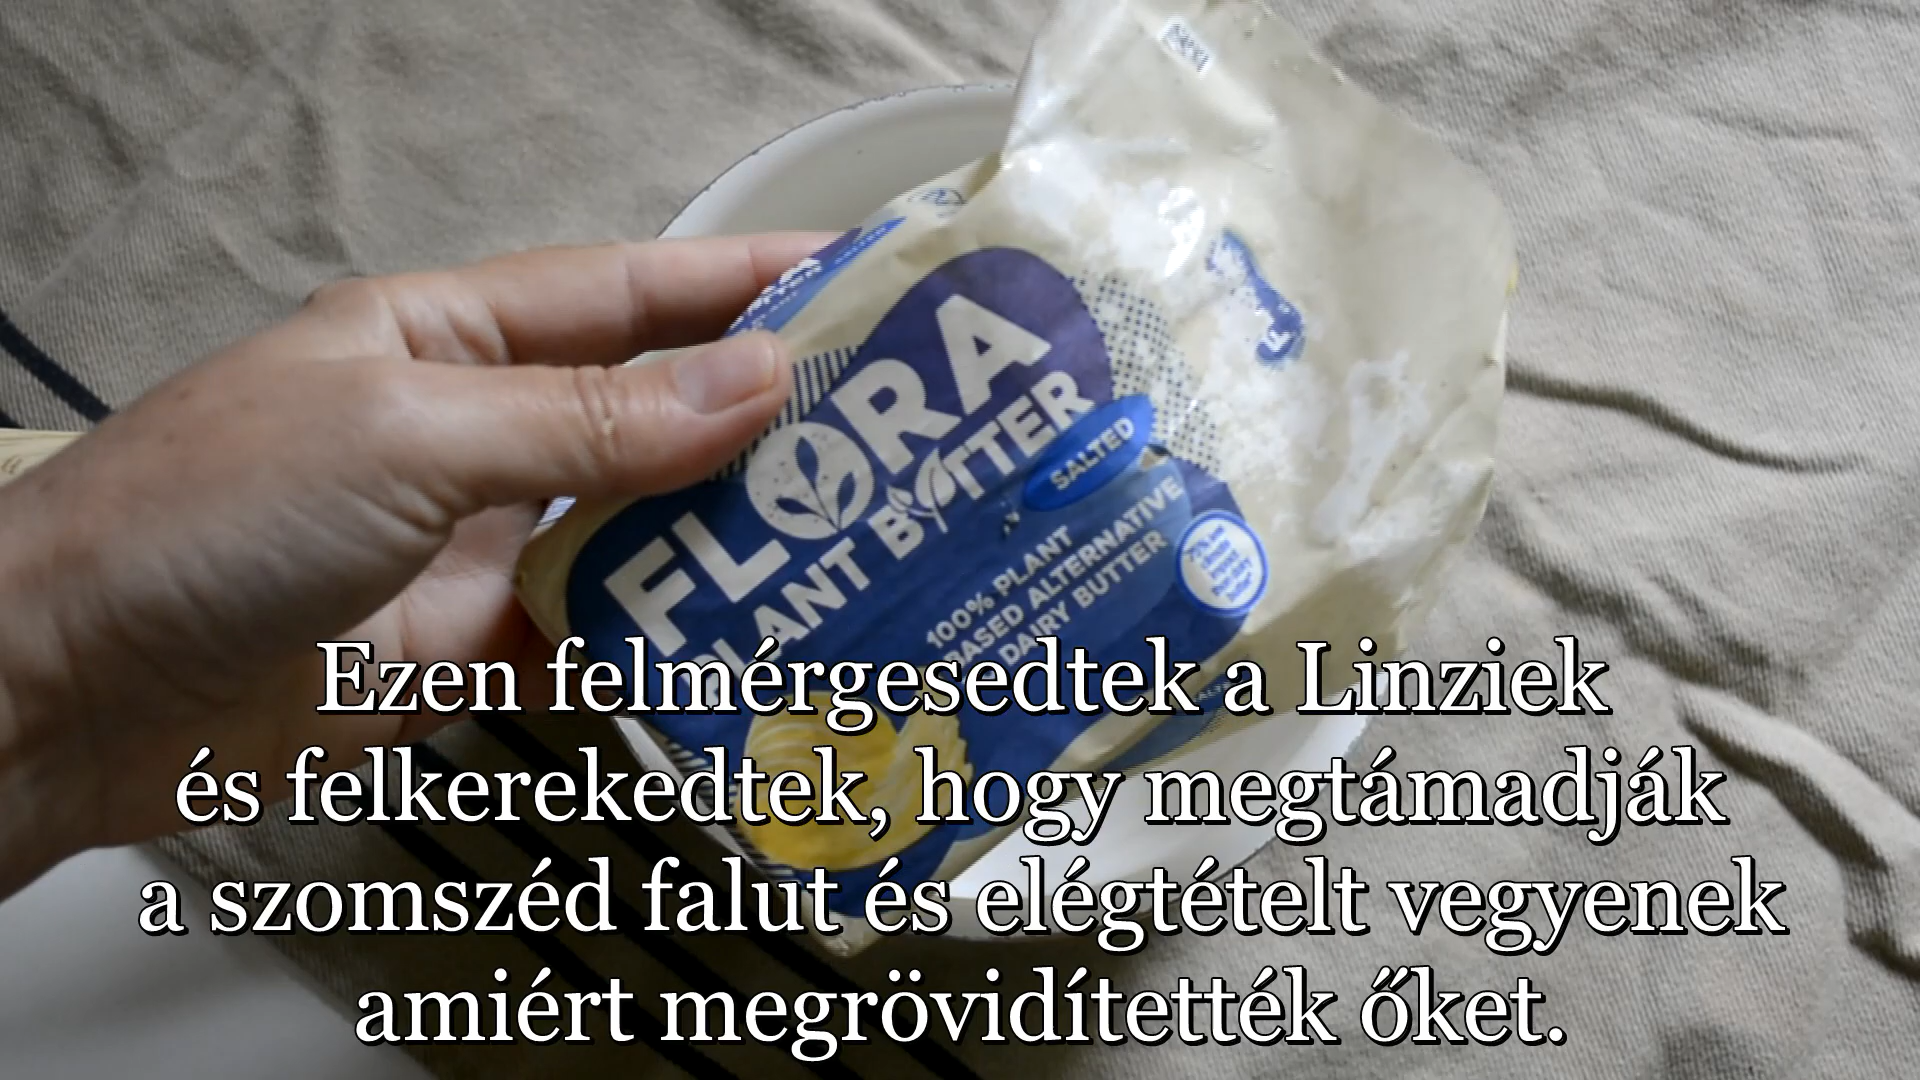 FLORA
PLANT BUTTER
SALTED
100% PLANT
BASED ALTERNATIVE
DAIRY BUTTER
Ezen felmérgesedtek a Linziek
és felkerekedtek, hogy megtámadják
a szomszéd falut és elégtételt vegyenek
amiért megrövidítették őket.